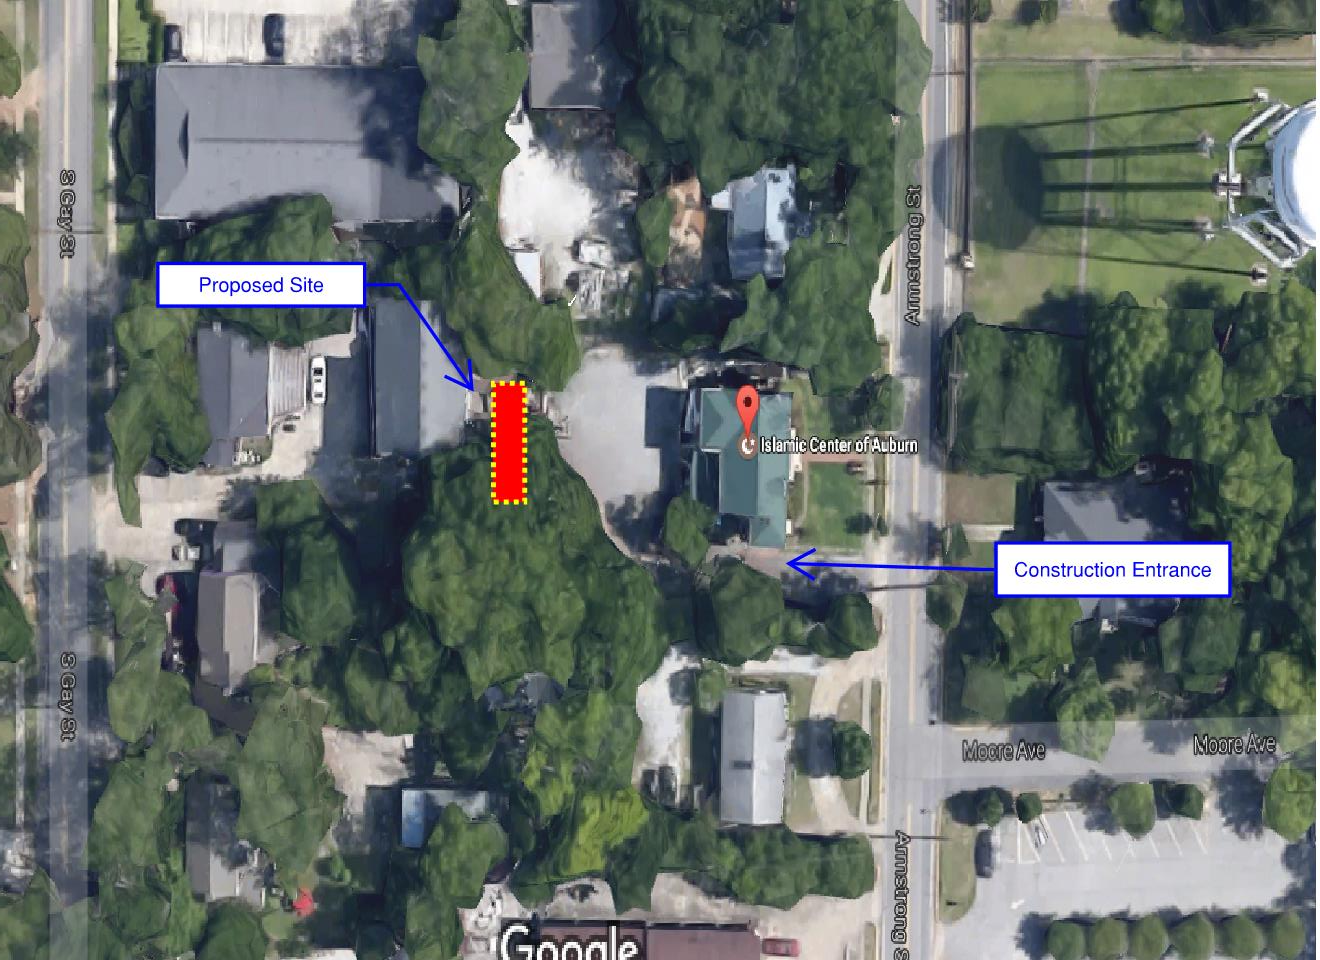 S Gay St
Armstrong St
Proposed Site
Islamic Center of Auburn
Construction Entrance
S Gay St
Moore Ave
Moore Ave
Armstrong S
Google